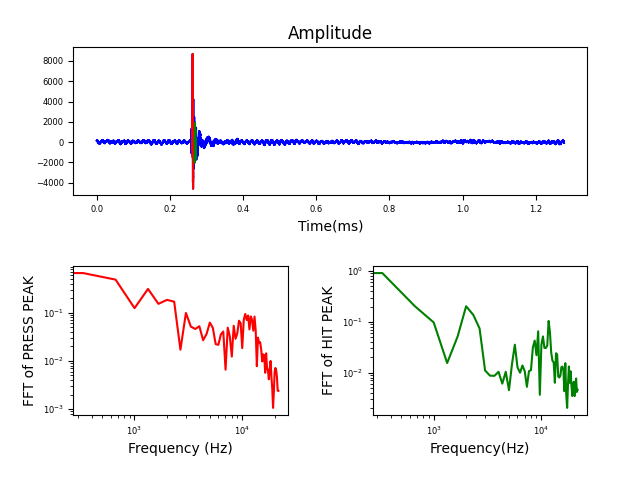 Amplitude
8000
6000
4000
2000
0
−2000
−4000
0.0 0.2 0.4 0.6 0.8 1.0 1.2
Time(ms)
FFT of PRESS PEAK
10⁻¹
10⁻²
10⁻³
10³ 10⁴
Frequency (Hz)
FFT of HIT PEAK
10⁰
10⁻¹
10⁻²
10³ 10⁴
Frequency(Hz)